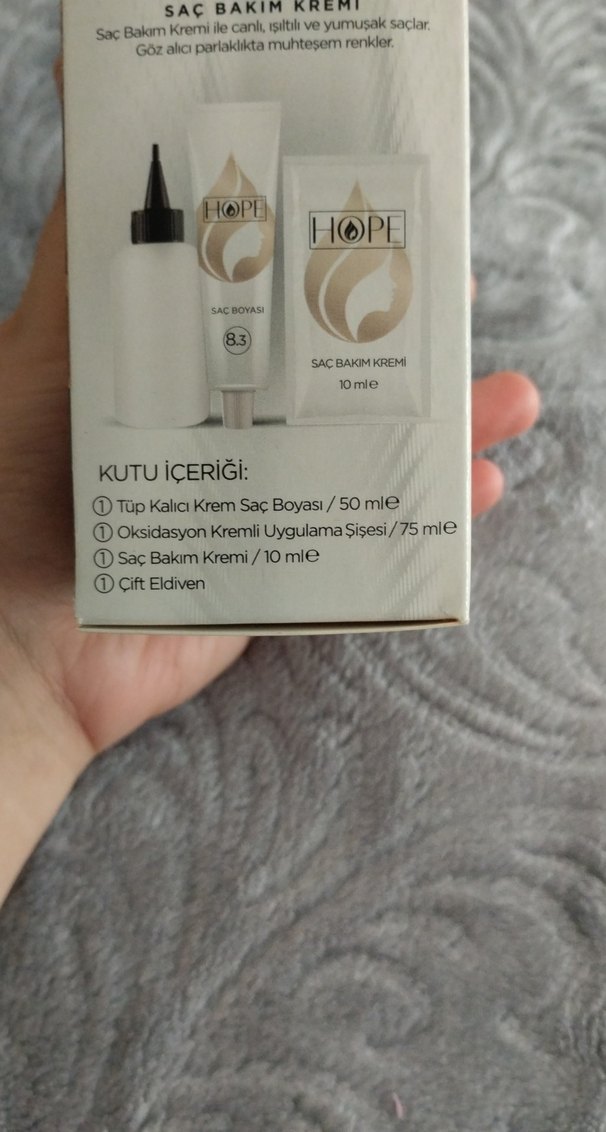 SAÇ BAKIM KREMİ
Saç Bakım Kremi ile canlı, ışıltılı ve yumuşak saçlar.
Göz alıcı parlaklıkta muhteşem renkler.
HOPE
SAÇ BOYASI
8.3
HOPE
SAÇ BAKIM KREMİ
10 ml℮
KUTU İÇERİĞİ:
① Tüp Kalıcı Krem Saç Boyası / 50 ml℮
① Oksidasyon Kremli Uygulama Şişesi / 75 ml℮
① Saç Bakım Kremi / 10 ml℮
① Çift Eldiven